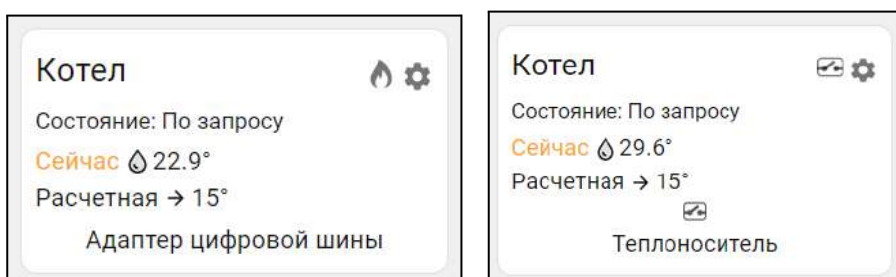 Котел
Состояние: По запросу
Сейчас 22.9°
Расчетная → 15°
Адаптер цифровой шины
Котел
Состояние: По запросу
Сейчас 29.6°
Расчетная → 15°
Теплоноситель